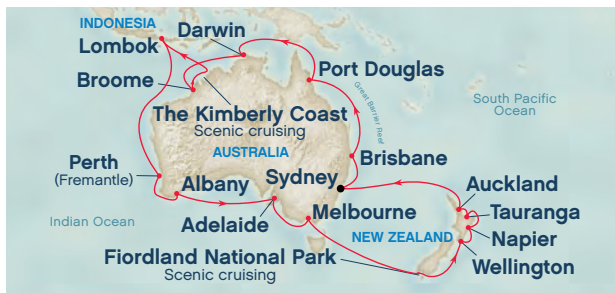 INDONESIA
Lombok
Darwin
Broome
Port Douglas
The Kimberly Coast
Scenic cruising
Great Barrier Reef
South Pacific
Ocean
AUSTRALIA
Brisbane
Perth
(Fremantle)
Albany
Sydney
Auckland
Tauranga
Indian Ocean
Adelaide
Melbourne
NEW ZEALAND
Napier
Fiordland National Park
Scenic cruising
Wellington